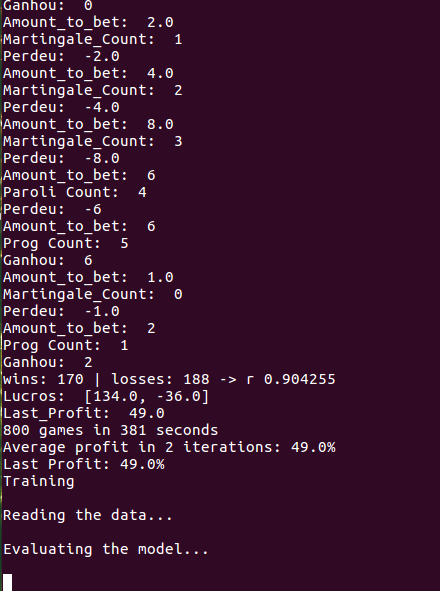 Ganhou:  0
Amount_to_bet:  2.0
Martingale_Count:  1
Perdeu:  -2.0
Amount_to_bet:  4.0
Martingale_Count:  2
Perdeu:  -4.0
Amount_to_bet:  8.0
Martingale_Count:  3
Perdeu:  -8.0
Amount_to_bet:  6
Paroli Count:  4
Perdeu:  -6
Amount_to_bet:  6
Prog Count:  5
Ganhou:  6
Amount_to_bet:  1.0
Martingale_Count:  0
Perdeu:  -1.0
Amount_to_bet:  2
Prog Count:  1
Ganhou:  2
wins: 170 | losses: 188 -> r 0.904255
Lucros:  [134.0, -36.0]
Last_Profit:  49.0
800 games in 381 seconds
Average profit in 2 iterations: 49.0%
Last Profit: 49.0%
Training
Reading the data...
Evaluating the model...